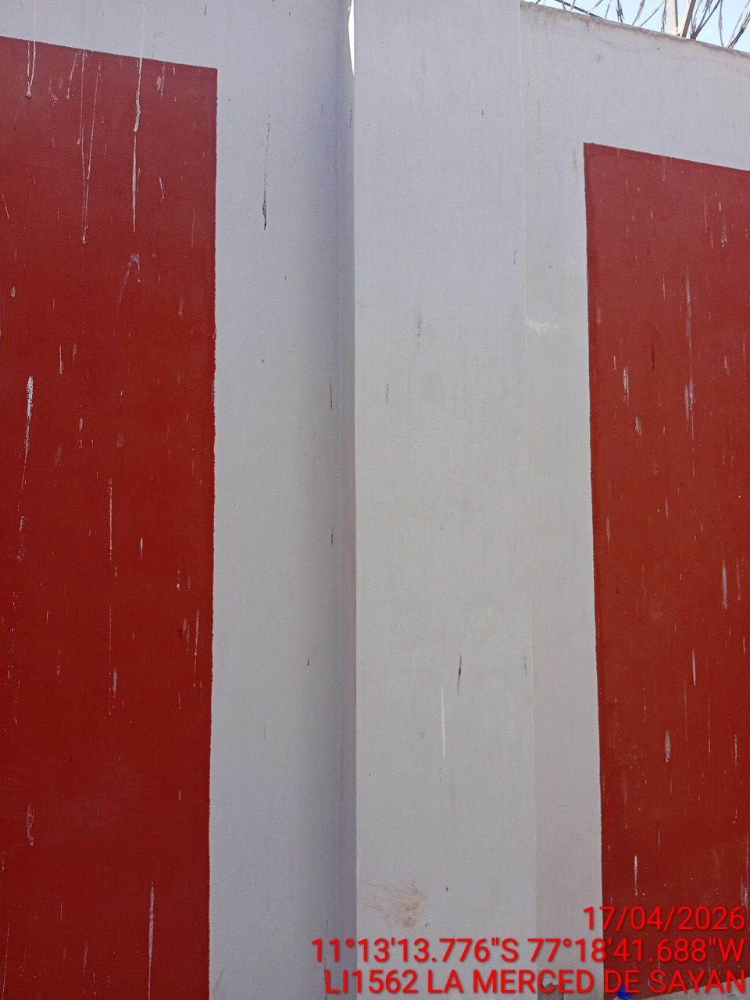 17/04/2026
11°13'13.776"S 77°18'41.688"W
LI1562 LA MERCED DE SAYAN